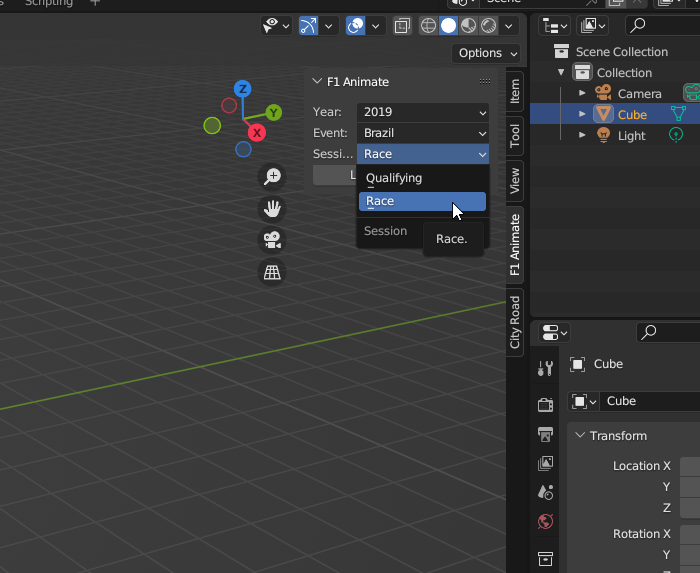 Scripting
Scene
Options
F1 Animate
Year:
2019
Event:
Brazil
Sessi...
Race
L
Qualifying
Race
Session
Race.
Z
Y
X
Item
Tool
View
F1 Animate
City Road
Scene Collection
Collection
Camera
Cube
Light
Cube
Cube
Transform
Location X
Y
Z
Rotation X
Y